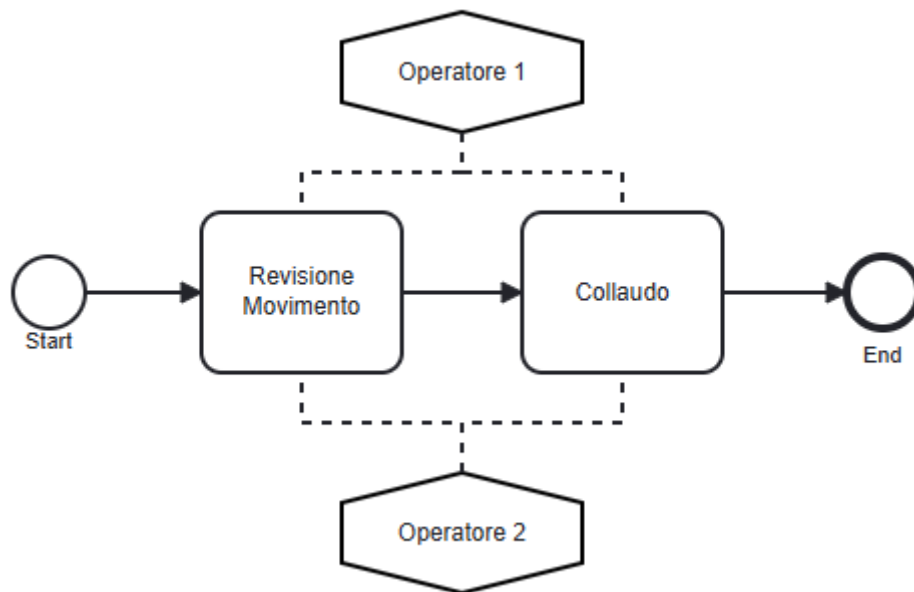 Operatore 1
Revisione
Movimento
Collaudo
Start
End
Operatore 2